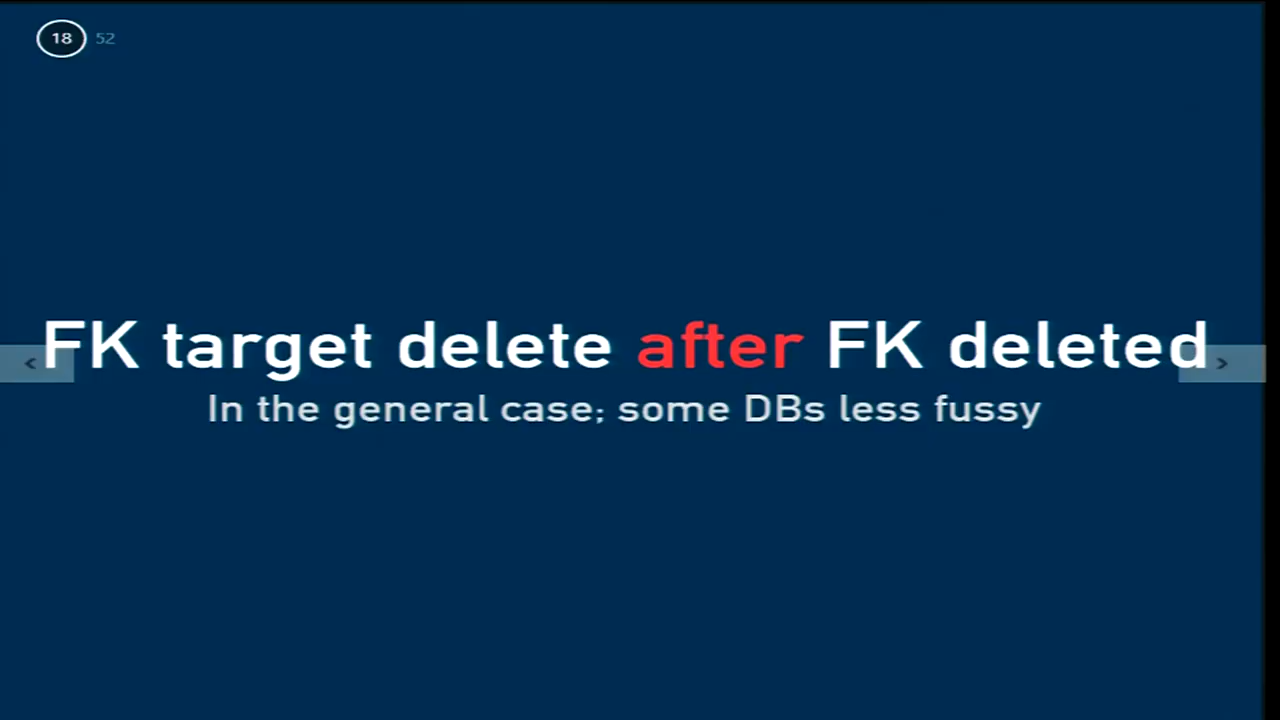 18 52
FK target delete after FK deleted
In the general case; some DBs less fussy
< >